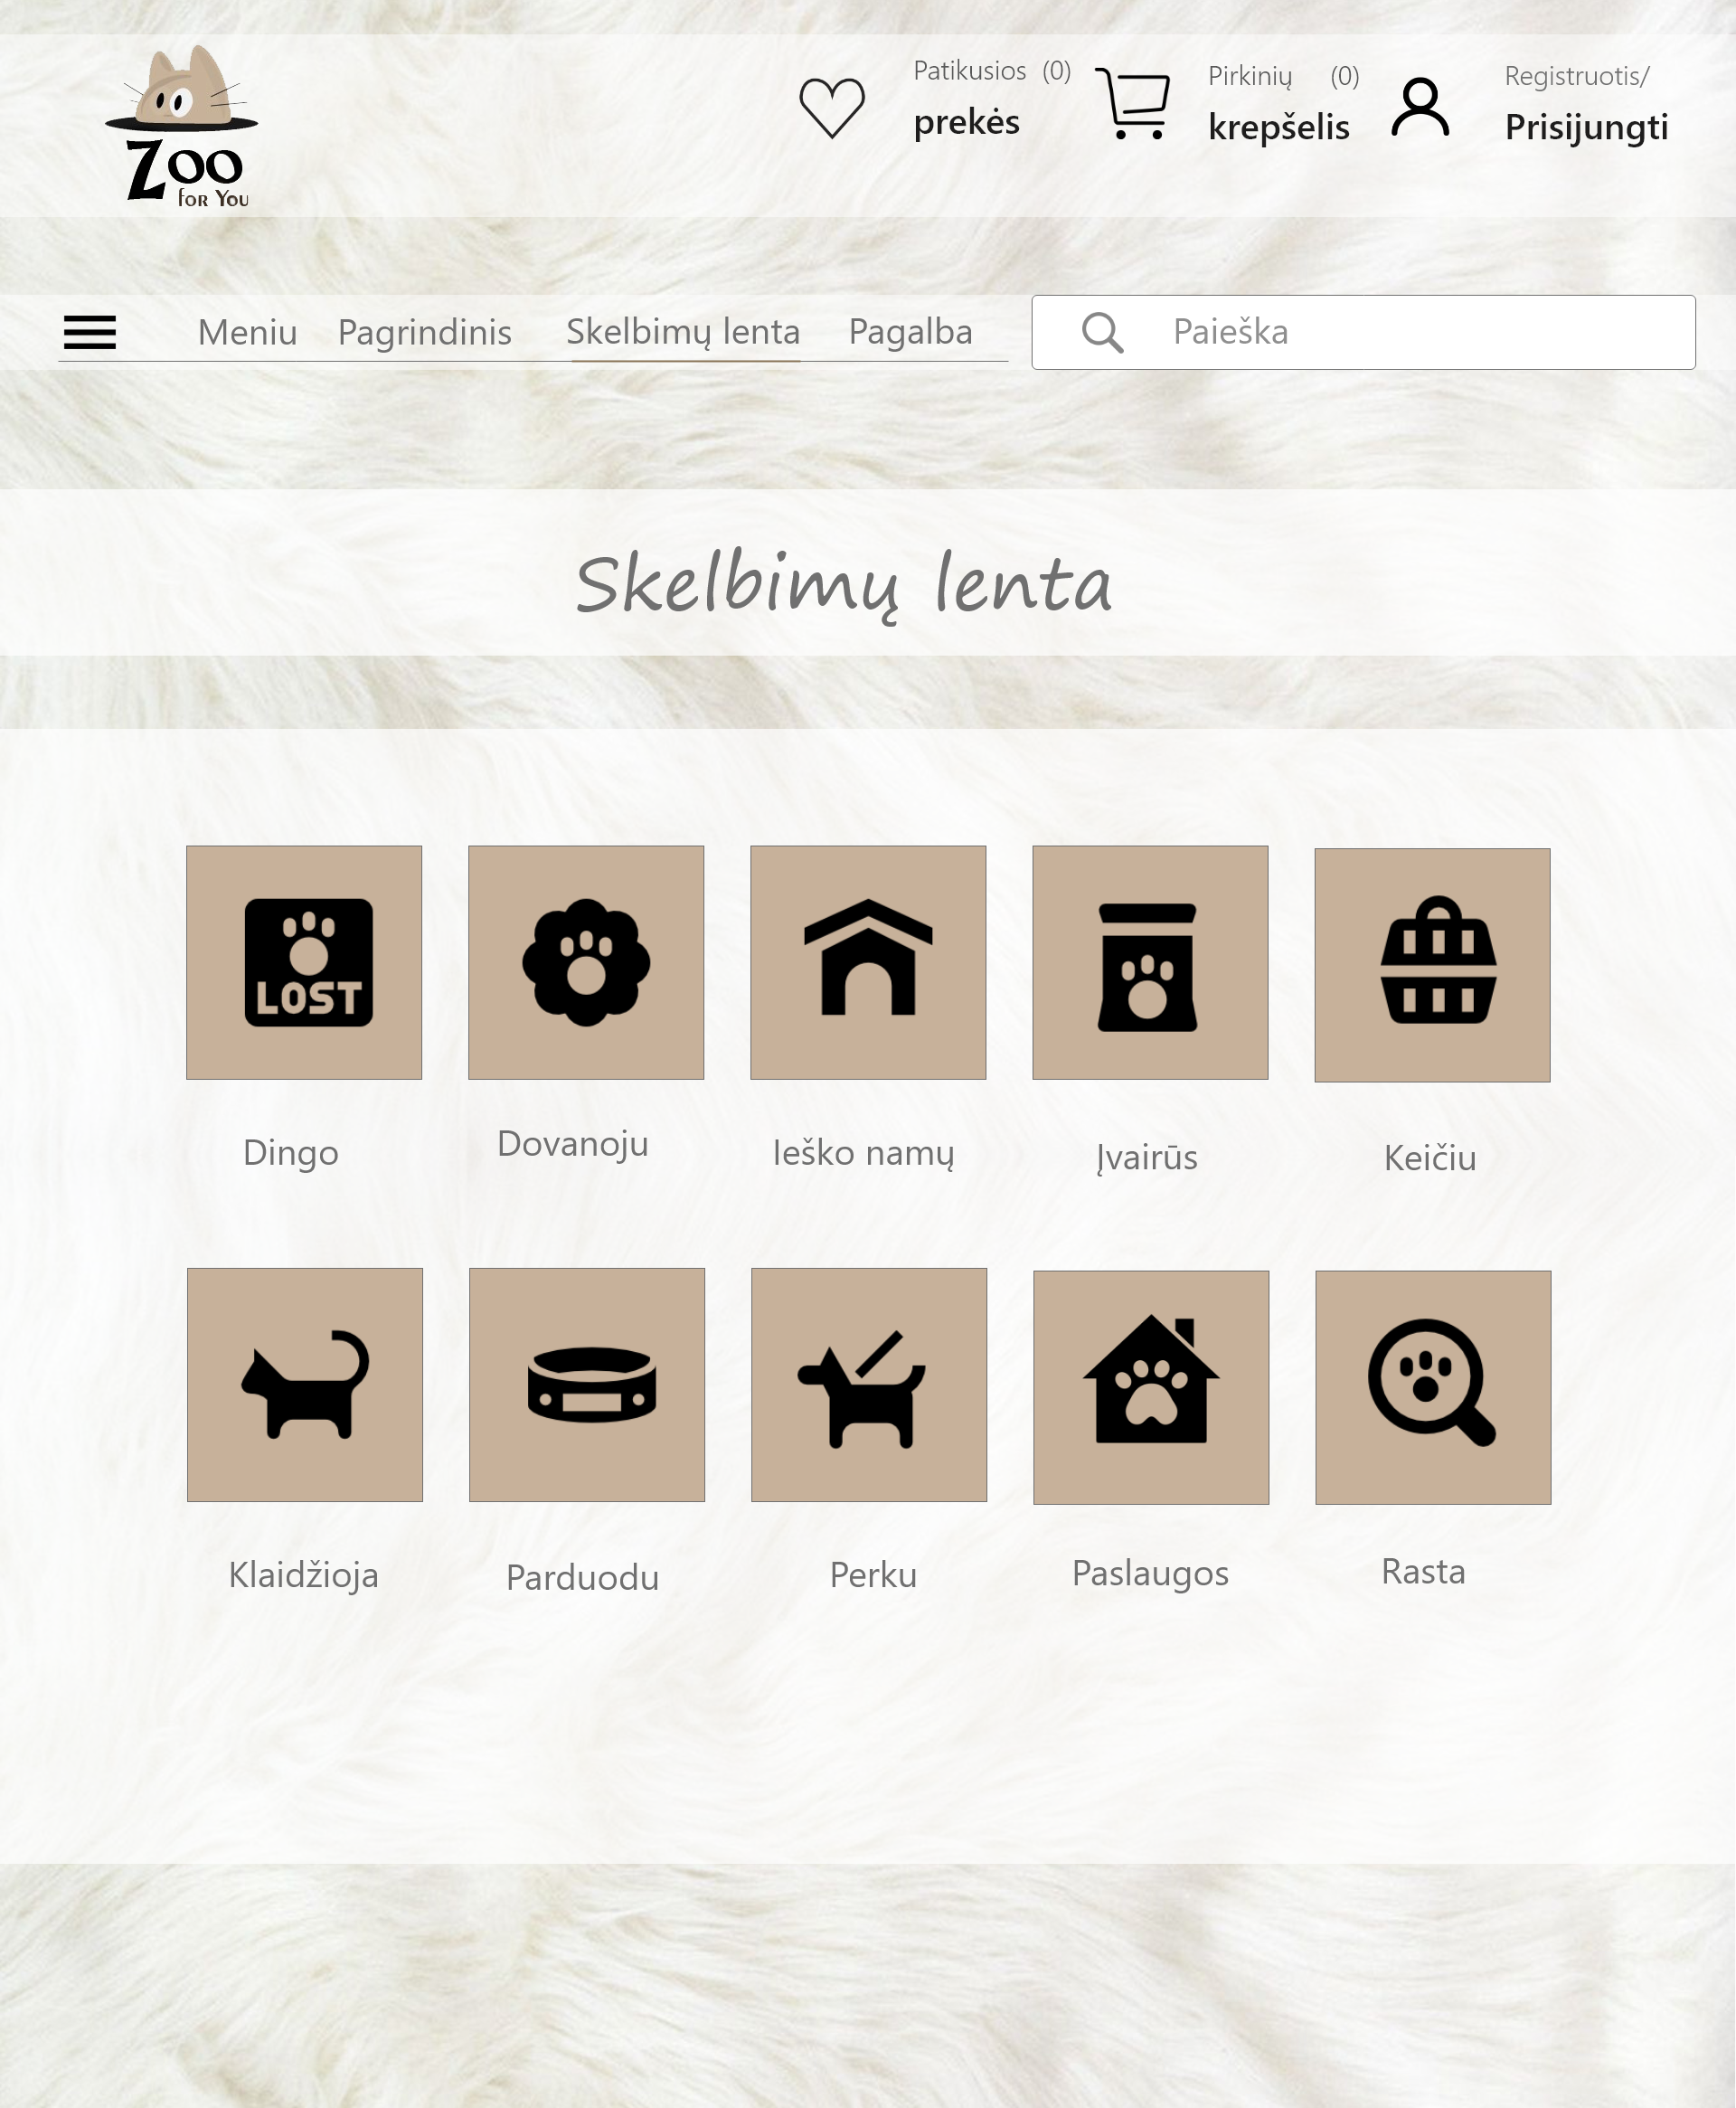 Zoo
for You
Patikusios (0)
prekės
Pirkinių (0)
krepšelis
Registruotis/
Prisijungti
Meniu Pagrindinis Skelbimų lenta Pagalba Paieška
Skelbimų lenta
LOST
Dingo Dovanoju Ieško namų Įvairūs Keičiu
Klaidžioja Parduodu Perku Paslaugos Rasta